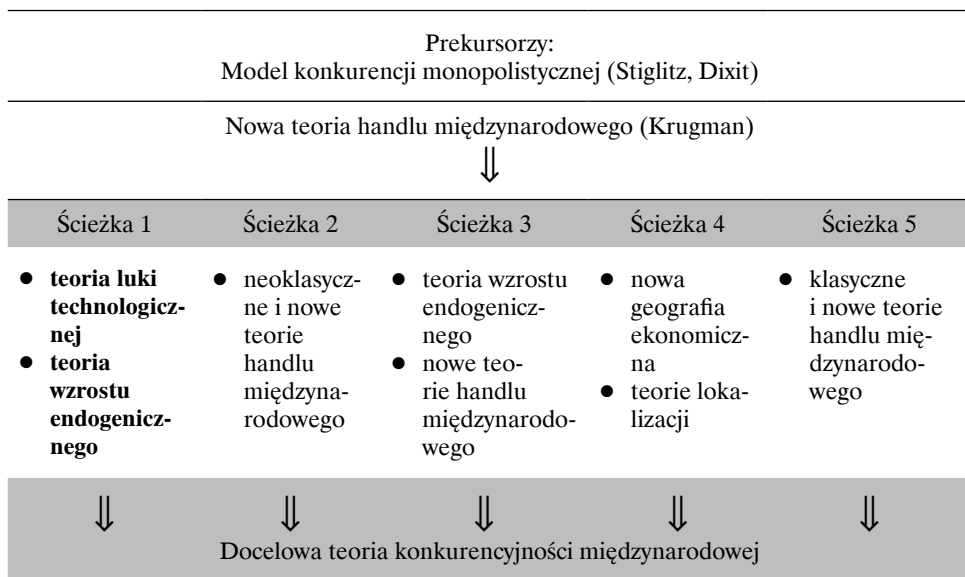 Prekursorzy:
Model konkurencji monopolistycznej (Stiglitz, Dixit)
Nowa teoria handlu międzynarodowego (Krugman)
⇓
Ścieżka 1
Ścieżka 2
Ścieżka 3
Ścieżka 4
Ścieżka 5
● teoria luki
technologicz-
nej
● teoria
wzrostu
endogenicz-
nego
● neoklasycz-
ne i nowe
teorie
handlu
międzyna-
rodowego
● teoria wzrostu
endogenicz-
nego
● nowe teo-
rie handlu
międzynarodo-
wego
● nowa
geografia
ekonomicz-
na
● teorie loka-
lizacji
● klasyczne
i nowe teorie
handlu mię-
dzynarodo-
wego
⇓ ⇓ ⇓ ⇓ ⇓
Docelowa teoria konkurencyjności międzynarodowej